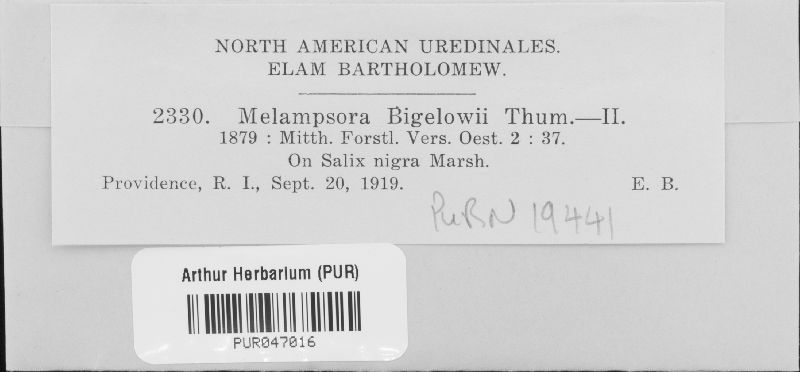 NORTH AMERICAN UREDINALES.
ELAM BARTHOLOMEW.
2330. Melampsora Bigelowii Thum.—II.
1879 : Mitth. Forstl. Vers. Oest. 2 : 37.
On Salix nigra Marsh.
Providence, R. I., Sept. 20, 1919. E. B.
PurBN 19441
Arthur Herbarium (PUR)
PUR047016